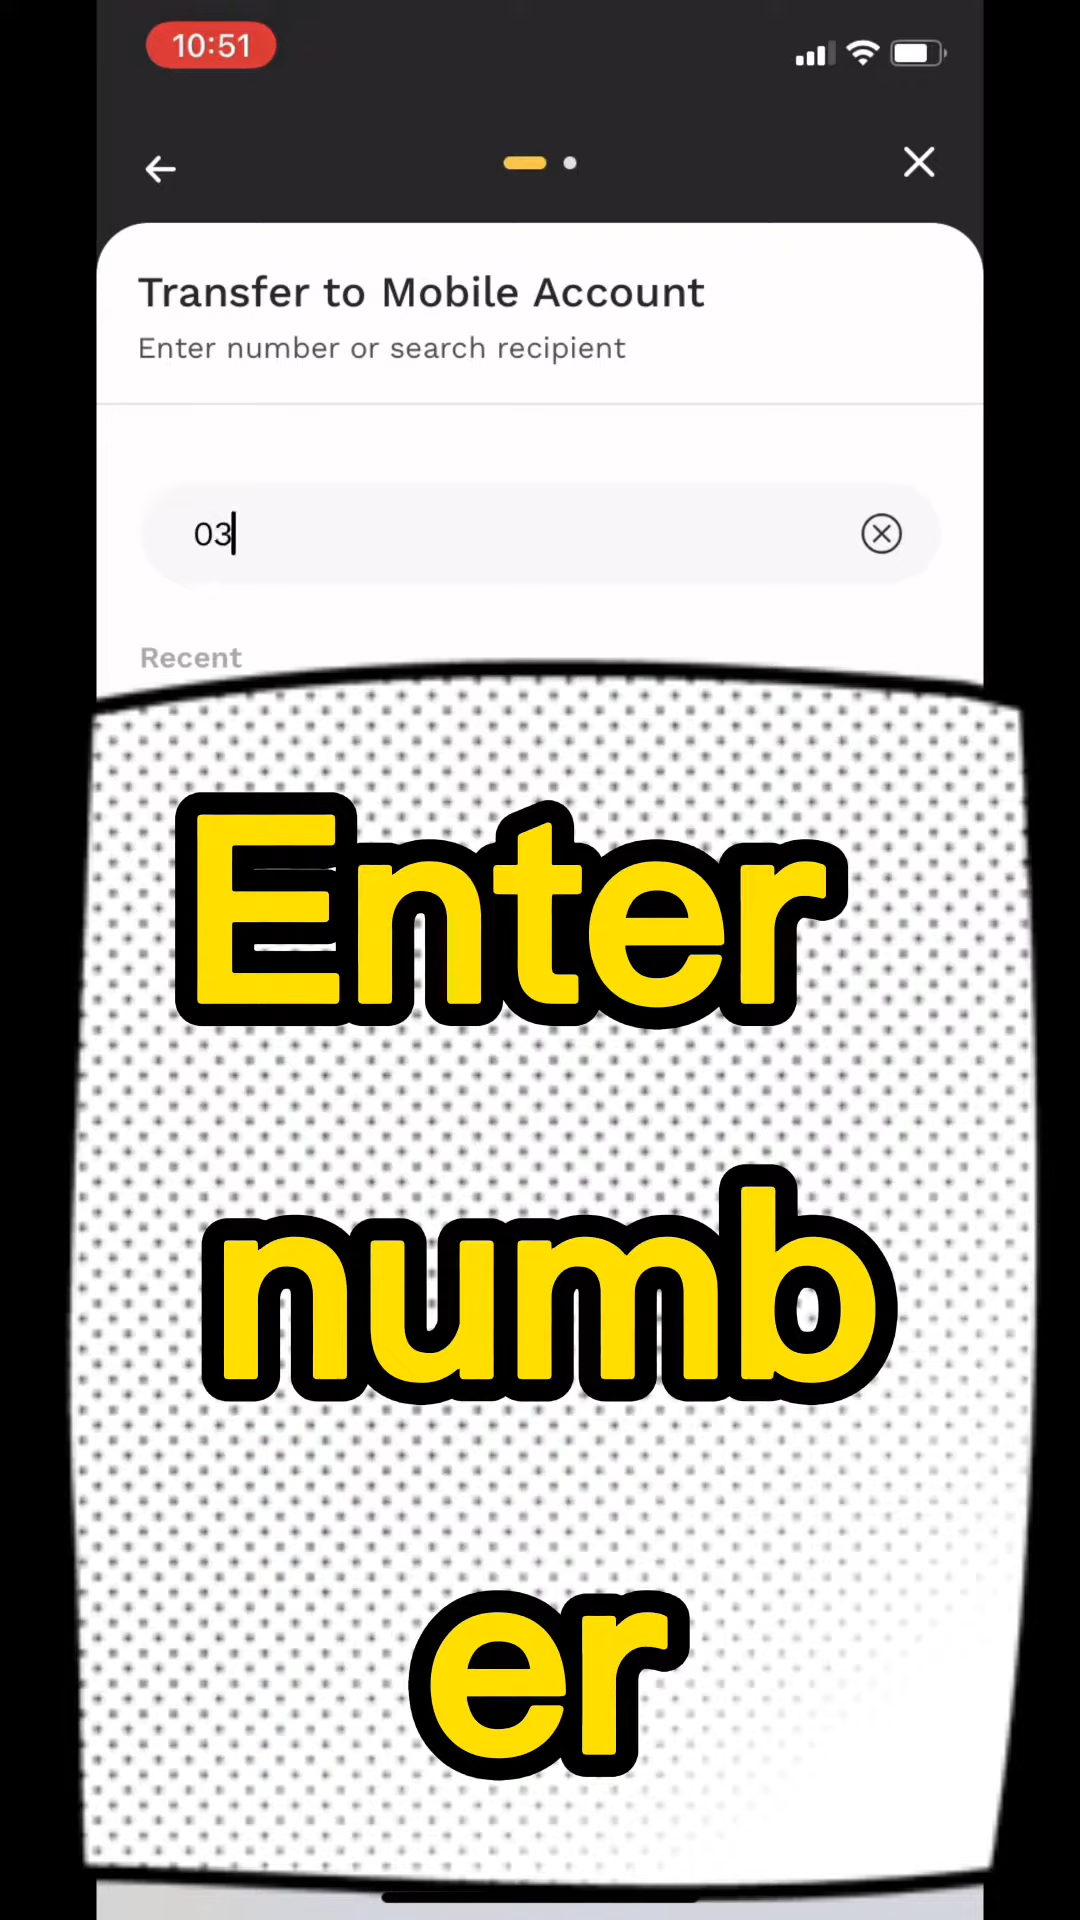 10:51
Transfer to Mobile Account
Enter number or search recipient
03
Recent
Enter
numb
er